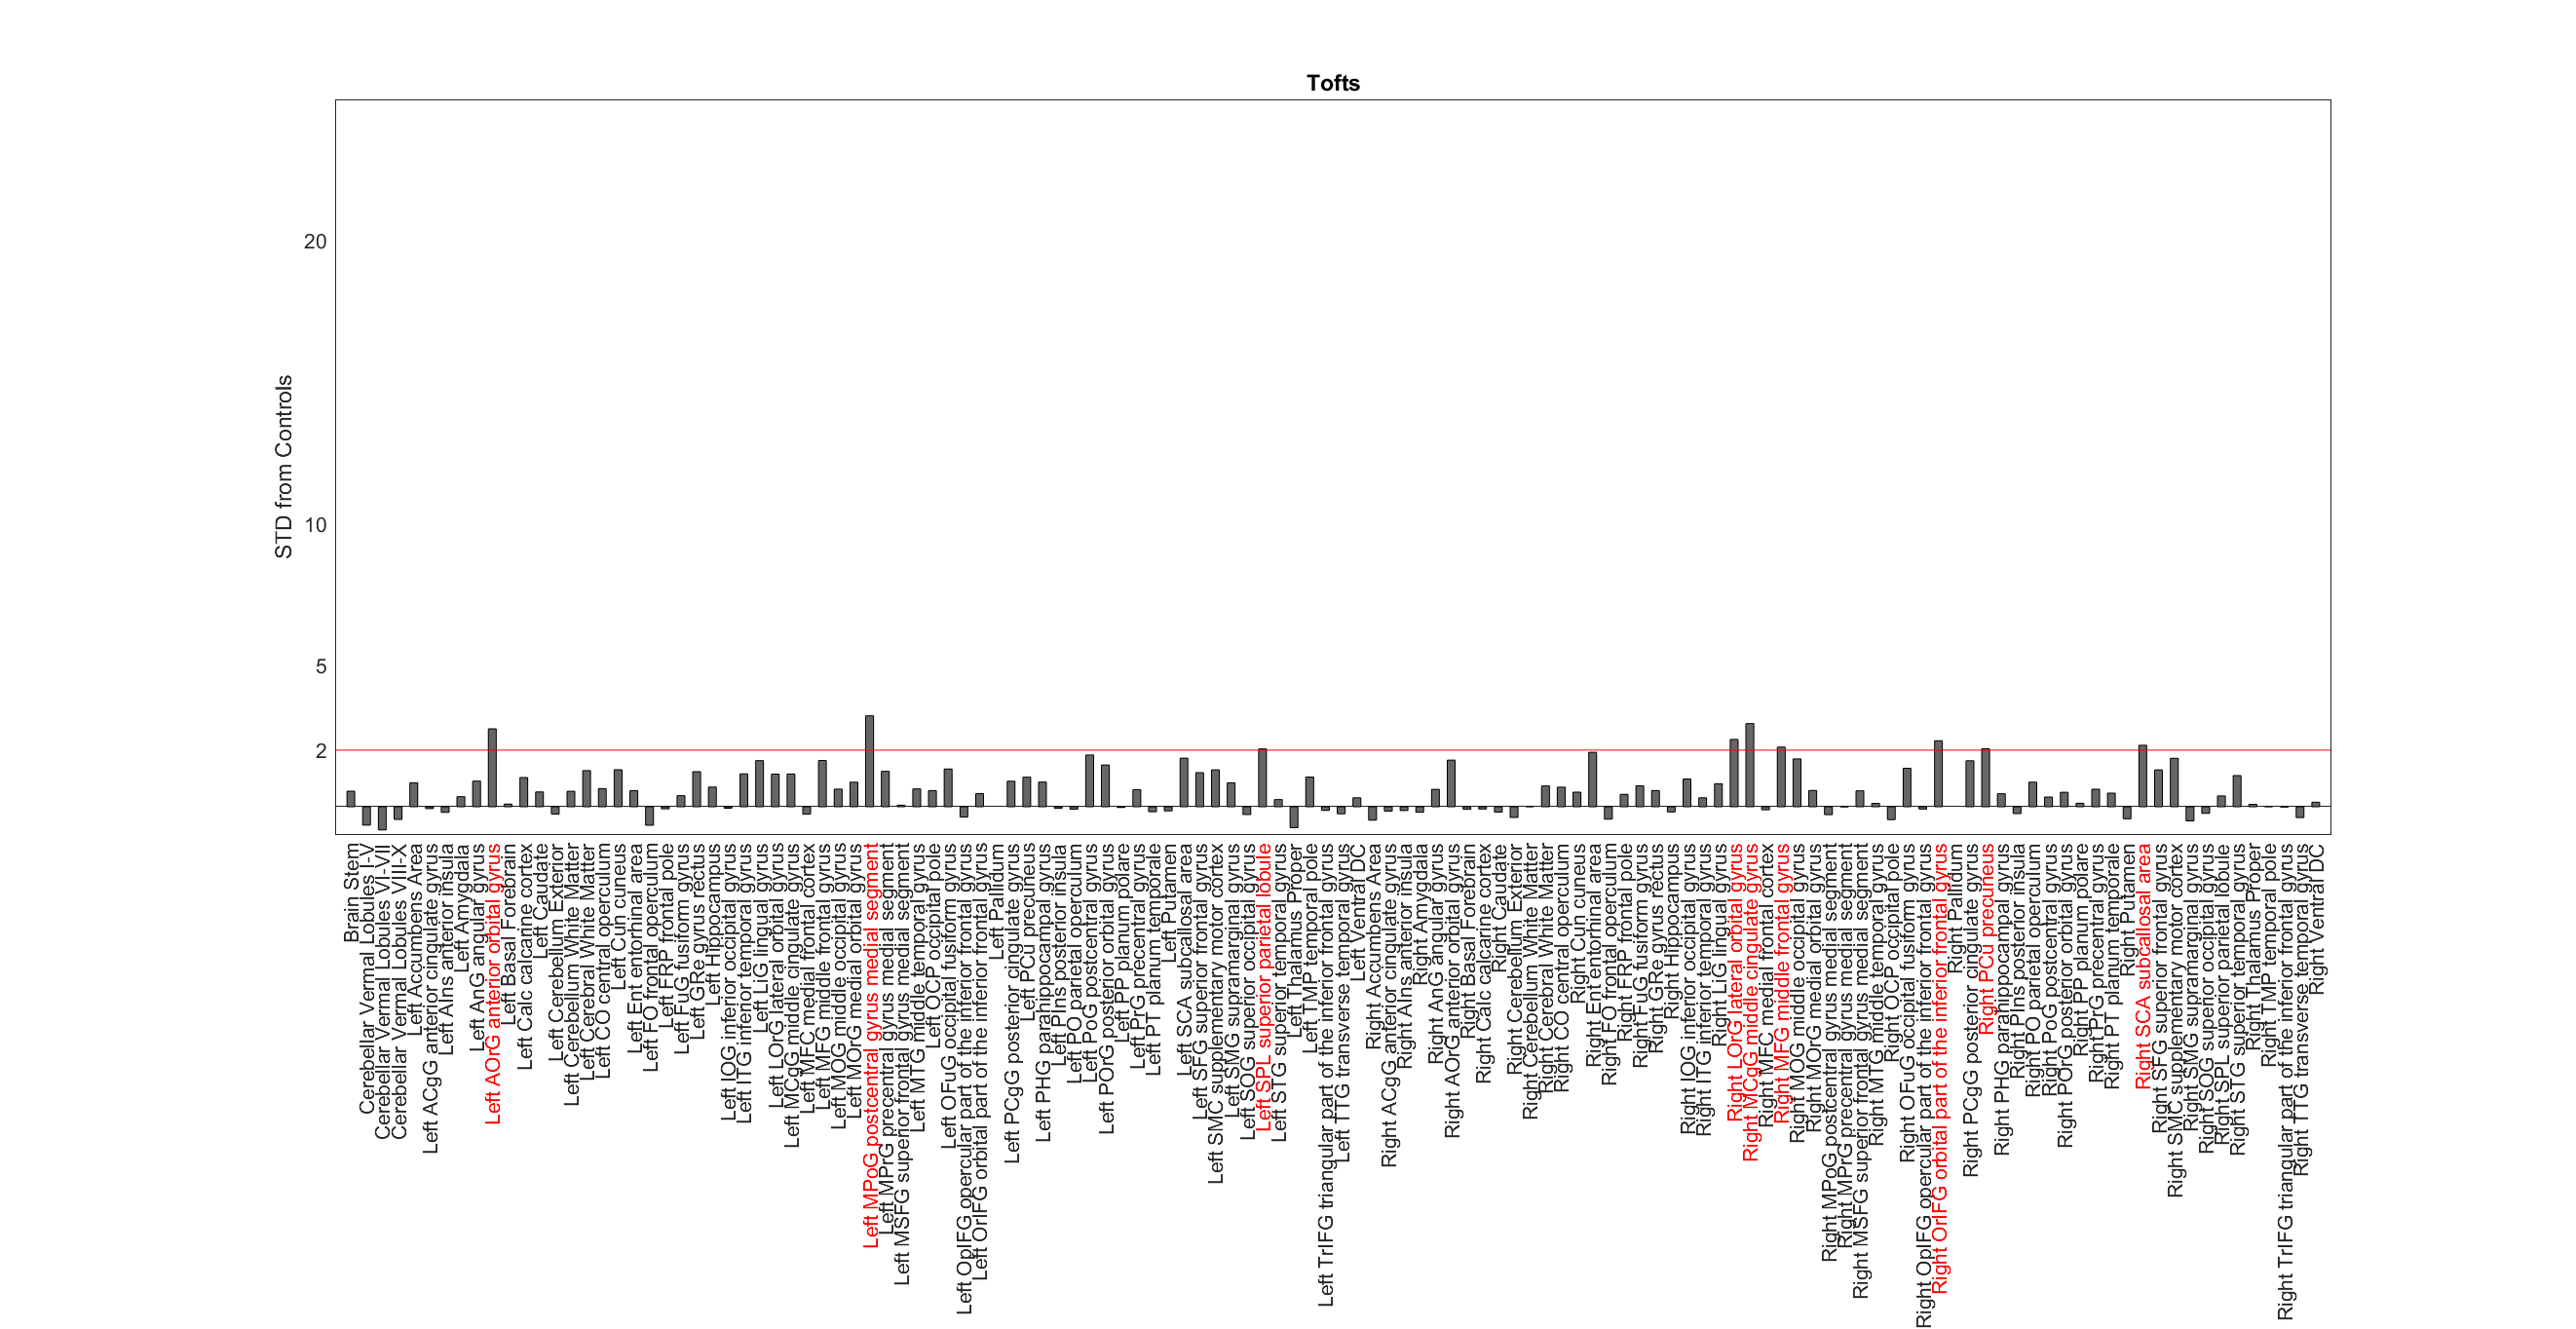 Tofts
STD from Controls
20
10
5
2
Brain Stem
Cerebellar Vermal Lobules I-V
Cerebellar Vermal Lobules VI-VII
Cerebellar Vermal Lobules VIII-X
Left Accumbens Area
Left ACgG anterior cingulate gyrus
Left AIns anterior insula
Left Amygdala
Left AnG angular gyrus
Left AOrG anterior orbital gyrus
Left Basal Forebrain
Left Calc calcarine cortex
Left Caudate
Left Cerebellum Exterior
Left Cerebellum White Matter
Left Cerebral White Matter
Left CO central operculum
Left Cun cuneus
Left Ent entorhinal area
Left FO frontal operculum
Left FRP frontal pole
Left FuG fusiform gyrus
Left GRe gyrus rectus
Left Hippocampus
Left IOG inferior occipital gyrus
Left ITG inferior temporal gyrus
Left LiG lingual gyrus
Left LOrG lateral orbital gyrus
Left MCgG middle cingulate gyrus
Left MFC medial frontal cortex
Left MFG middle frontal gyrus
Left MOG middle occipital gyrus
Left MOrG medial orbital gyrus
Left MPoG postcentral gyrus medial segment
Left MPrG precentral gyrus medial segment
Left MSFG superior frontal gyrus medial segment
Left MTG middle temporal gyrus
Left OCP occipital pole
Left OFuG occipital fusiform gyrus
Left OpIFG opercular part of the inferior frontal gyrus
Left OrIFG orbital part of the inferior frontal gyrus
Left Pallidum
Left PCgG posterior cingulate gyrus
Left PCu precuneus
Left PHG parahippocampal gyrus
Left PIns posterior insula
Left PO parietal operculum
Left PoG postcentral gyrus
Left POrG posterior orbital gyrus
Left PP planum polare
Left PrG precentral gyrus
Left PT planum temporale
Left Putamen
Left SCA subcallosal area
Left SFG superior frontal gyrus
Left SMC supplementary motor cortex
Left SMG supramarginal gyrus
Left SOG superior occipital gyrus
Left SPL superior parietal lobule
Left STG superior temporal gyrus
Left Thalamus Proper
Left TMP temporal pole
Left TrIFG triangular part of the inferior frontal gyrus
Left TTG transverse temporal gyrus
Left Ventral DC
Right Accumbens Area
Right ACgG anterior cingulate gyrus
Right AIns anterior insula
Right Amygdala
Right AnG angular gyrus
Right AOrG anterior orbital gyrus
Right Basal Forebrain
Right Calc calcarine cortex
Right Caudate
Right Cerebellum Exterior
Right Cerebellum White Matter
Right Cerebral White Matter
Right CO central operculum
Right Cun cuneus
Right Ent entorhinal area
Right FO frontal operculum
Right FRP frontal pole
Right FuG fusiform gyrus
Right GRe gyrus rectus
Right Hippocampus
Right IOG inferior occipital gyrus
Right ITG inferior temporal gyrus
Right LiG lingual gyrus
Right LOrG lateral orbital gyrus
Right MCgG middle cingulate gyrus
Right MFC medial frontal cortex
Right MFG middle frontal gyrus
Right MOG middle occipital gyrus
Right MOrG medial orbital gyrus
Right MPoG postcentral gyrus medial segment
Right MPrG precentral gyrus medial segment
Right MSFG superior frontal gyrus medial segment
Right MTG middle temporal gyrus
Right OCP occipital pole
Right OFuG occipital fusiform gyrus
Right OpIFG opercular part of the inferior frontal gyrus
Right OrIFG orbital part of the inferior frontal gyrus
Right Pallidum
Right PCgG posterior cingulate gyrus
Right PCu precuneus
Right PHG parahippocampal gyrus
Right PIns posterior insula
Right PO parietal operculum
Right PoG postcentral gyrus
Right POrG posterior orbital gyrus
Right PP planum polare
Right PrG precentral gyrus
Right PT planum temporale
Right Putamen
Right SCA subcallosal area
Right SFG superior frontal gyrus
Right SMC supplementary motor cortex
Right SMG supramarginal gyrus
Right SOG superior occipital gyrus
Right SPL superior parietal lobule
Right STG superior temporal gyrus
Right Thalamus Proper
Right TMP temporal pole
Right TrIFG triangular part of the inferior frontal gyrus
Right TTG transverse temporal gyrus
Right Ventral DC